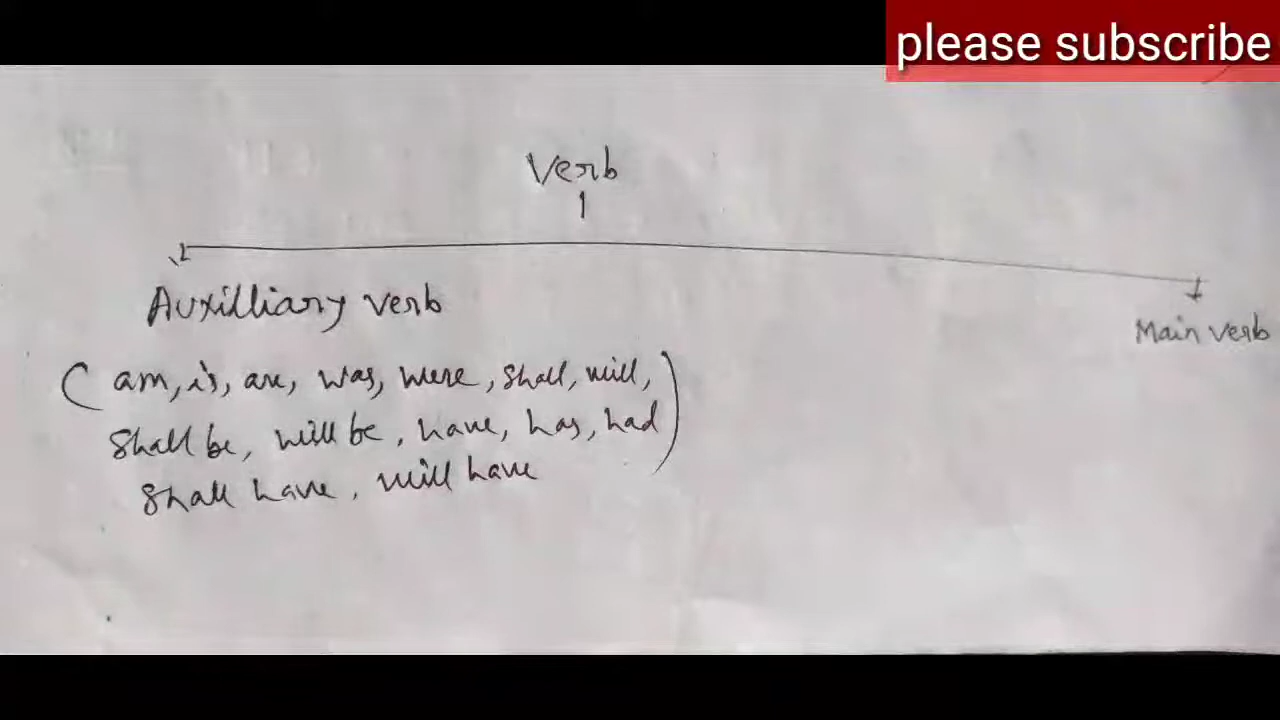 please subscribe
Verb
Auxilliary verb
Main verb
(am, is, are, was, were, shall, will,
shall be, will be, have, has, had)
shall have, will have